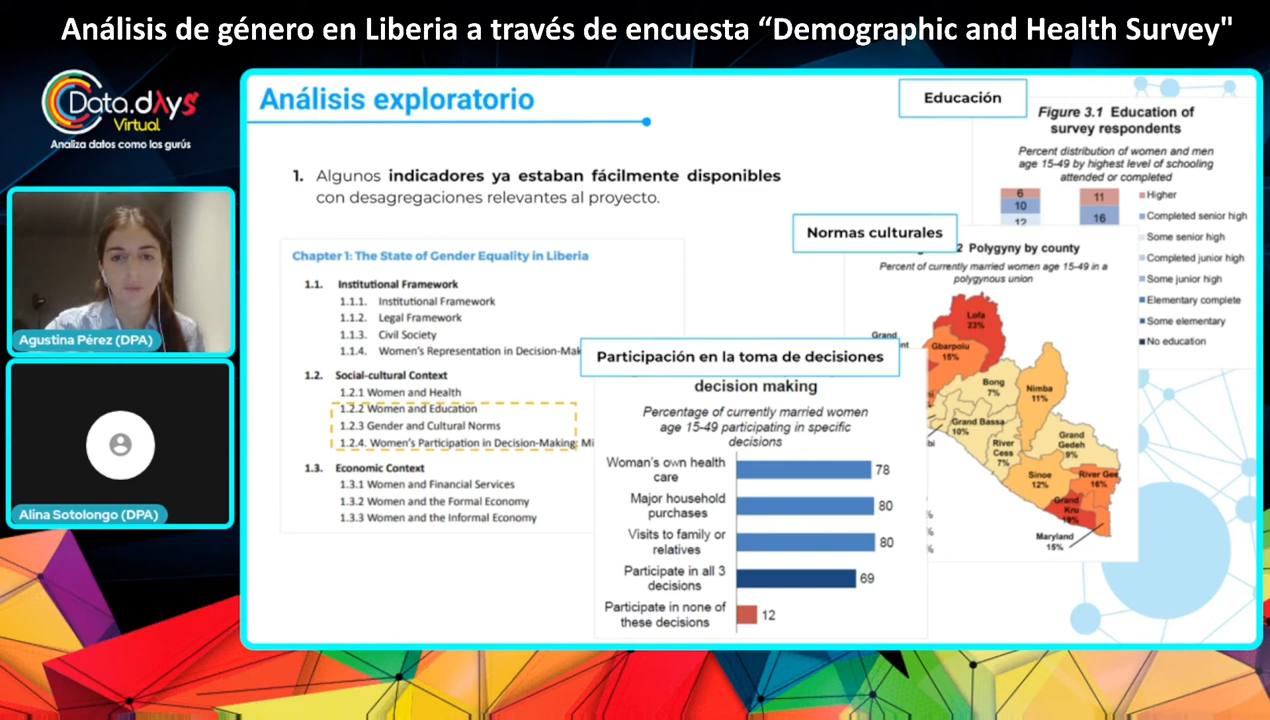 Análisis de género en Liberia a través de encuesta “Demographic and Health Survey"
Data.dAys
Virtual
Analiza datos como los gurús
Agustina Pérez (DPA)
Alina Sotolongo (DPA)
Análisis exploratorio
1. Algunos indicadores ya estaban fácilmente disponibles
con desagregaciones relevantes al proyecto.
Chapter 1: The State of Gender Equality in Liberia
1.1. Institutional Framework
1.1.1. Institutional Framework
1.1.2. Legal Framework
1.1.3. Civil Society
1.1.4. Women's Representation in Decision-Mak
1.2. Social-cultural Context
1.2.1 Women and Health
1.2.2 Women and Education
1.2.3 Gender and Cultural Norms
1.2.4. Women's Participation in Decision-Making; Mi
1.3. Economic Context
1.3.1 Women and Financial Services
1.3.2 Women and the Formal Economy
1.3.3 Women and the Informal Economy
Educación
Figure 3.1 Education of
survey respondents
Percent distribution of women and men
age 15-49 by highest level of schooling
attended or completed
6
11
10
16
12
Higher
Completed senior high
Some senior high
Completed junior high
Some junior high
Elementary complete
Some elementary
No education
Normas culturales
2 Polygyny by county
Percent of currently married women age 15-49 in a
polygynous union
Lofa
23%
Grand
nt
Gbarpolu
15%
Bong
7%
Nimba
11%
Grand Bassa
10%
River
Cess
7%
Grand
Gedeh
9%
Sinoe
12%
River Gee
16%
Grand
Kru
19%
Maryland
15%
bi
%
%
%
Participación en la toma de decisiones
decision making
Percentage of currently married women
age 15-49 participating in specific
decisions
Woman's own health
care
78
Major household
purchases
80
Visits to family or
relatives
80
Participate in all 3
decisions
69
Participate in none of
these decisions
12